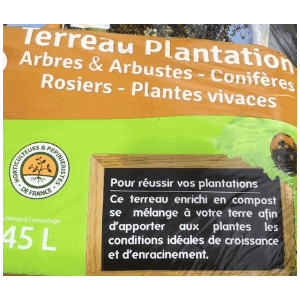 Terreau Plantation
Arbres & Arbustes - Conifères
Rosiers - Plantes vivaces
HORTICULTEURS & PÉPINIÉRISTES
DE FRANCE
45 L
Pour réussir vos plantations
Ce terreau enrichi en compost
se mélange à votre terre afin
d'apporter aux plantes les
conditions idéales de croissance
et d'enracinement.